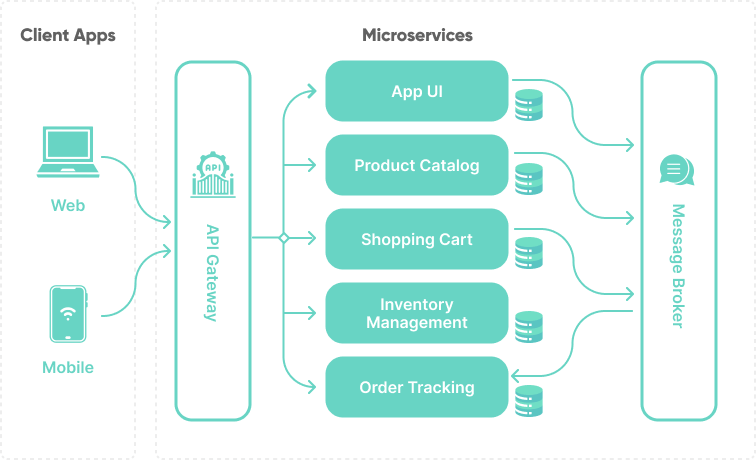 Client Apps
Microservices
Web
Mobile
API
API Gateway
App UI
Product Catalog
Shopping Cart
Inventory
Management
Order Tracking
Message Broker